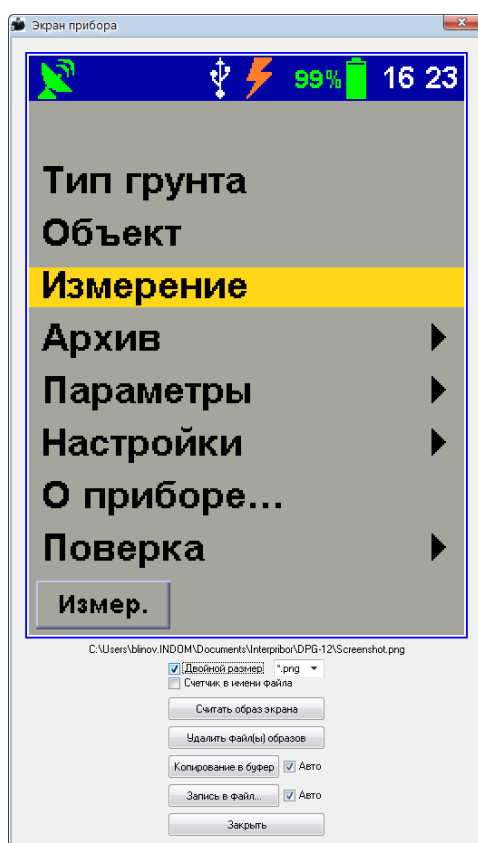 Экран прибора
99% 16 23
Тип грунта
Объект
Измерение
Архив
Параметры
Настройки
О приборе...
Поверка
Измер.
C:\Users\blinov.INDOM\Documents\Interpribor\DPG-12\Screenshot.png
Двойной размер *.png
Счетчик в имени файла
Считать образ экрана
Удалить файл(ы) образов
Копирование в буфер Авто
Запись в файл... Авто
Закрыть